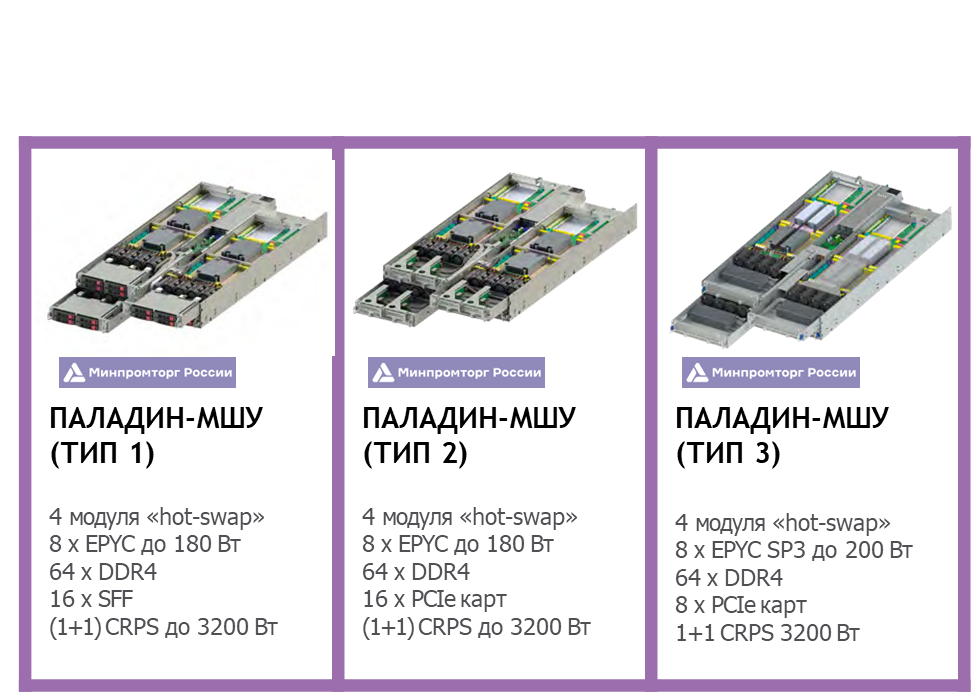 Минпромторг России
ПАЛАДИН-МШУ
(ТИП 1)
4 модуля «hot-swap»
8 x EPYC до 180 Вт
64 x DDR4
16 x SFF
(1+1) CRPS до 3200 Вт
Минпромторг России
ПАЛАДИН-МШУ
(ТИП 2)
4 модуля «hot-swap»
8 x EPYC до 180 Вт
64 x DDR4
16 x PCIe карт
(1+1) CRPS до 3200 Вт
Минпромторг России
ПАЛАДИН-МШУ
(ТИП 3)
4 модуля «hot-swap»
8 x EPYC SP3 до 200 Вт
64 x DDR4
8 x PCIe карт
1+1 CRPS 3200 Вт